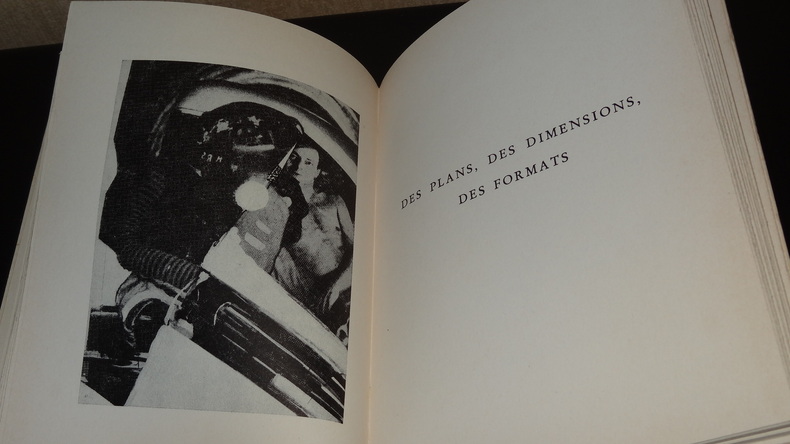 DES PLANS, DES DIMENSIONS,
DES FORMATS